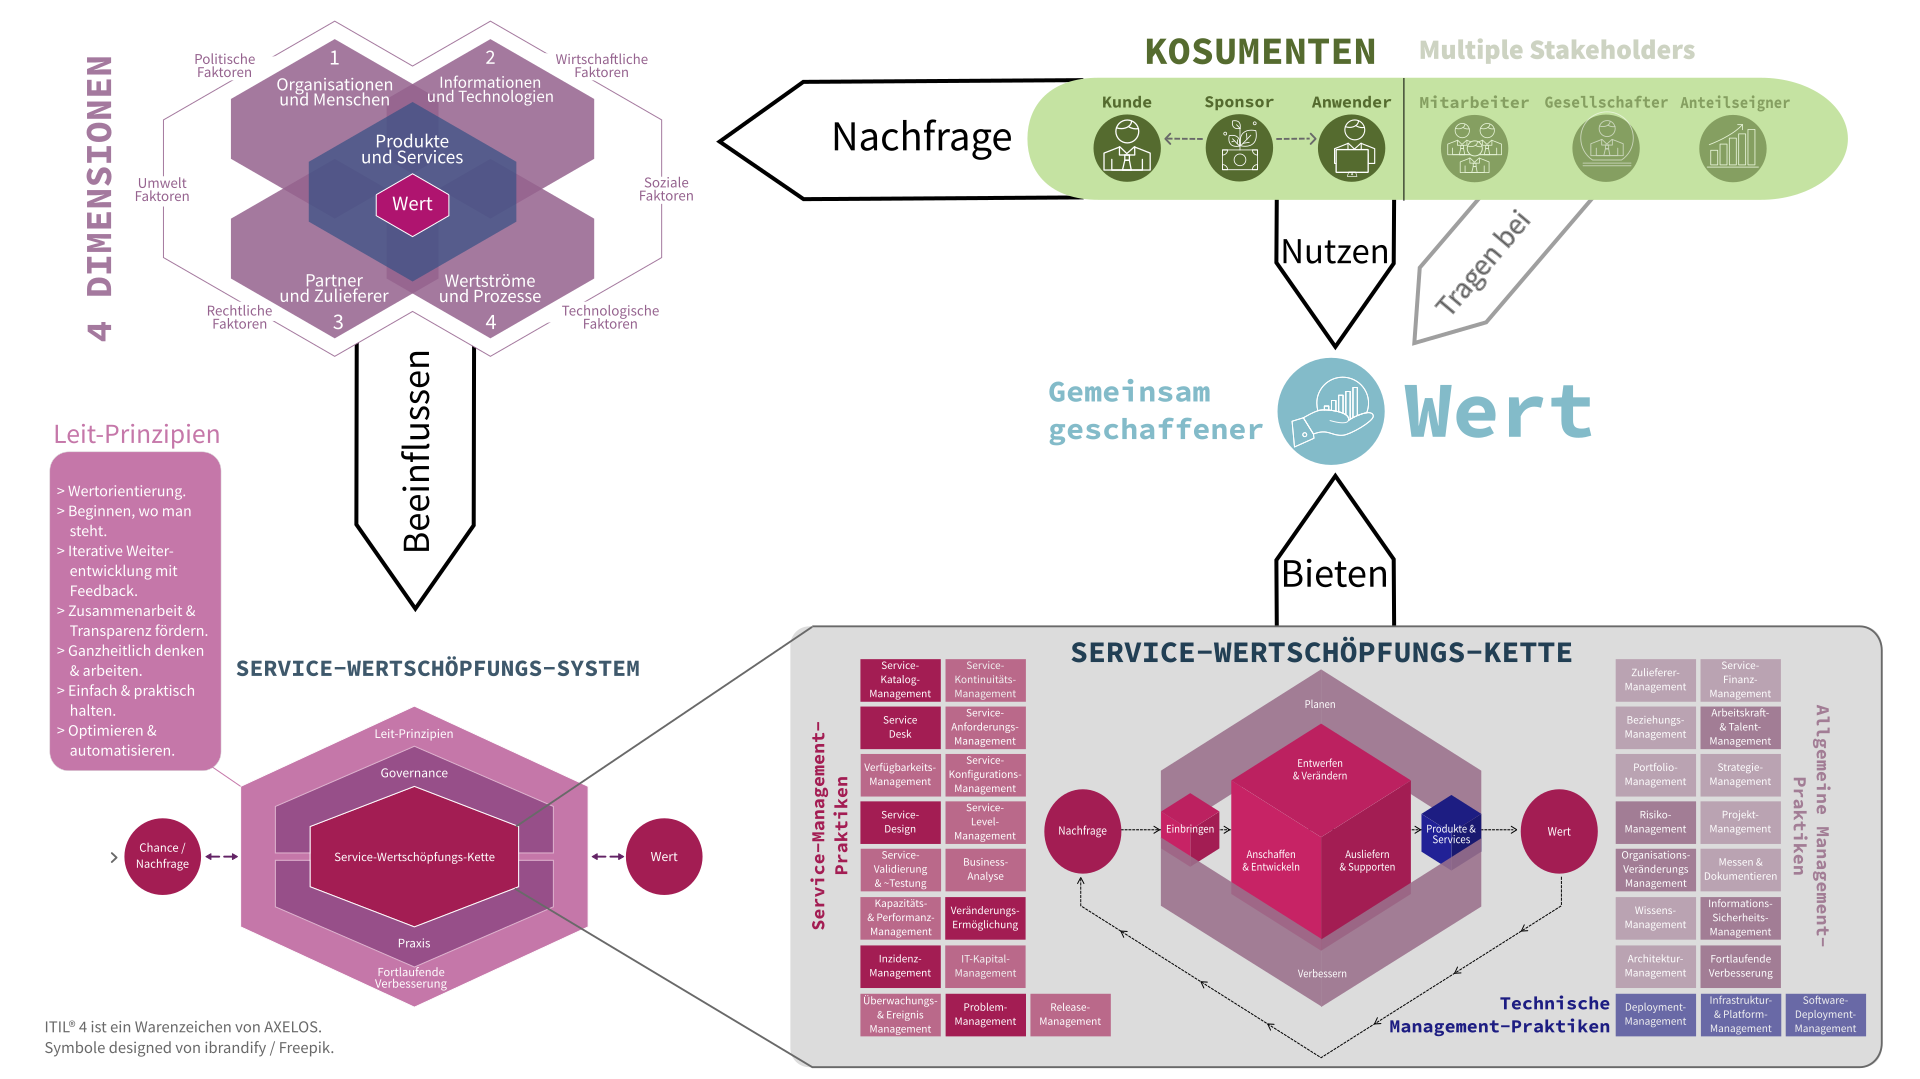 4 DIMENSIONEN
Politische
Faktoren
Wirtschaftliche
Faktoren
1
Organisationen
und Menschen
2
Informationen
und Technologien
Produkte
und Services
Wert
Umwelt
Faktoren
Soziale
Faktoren
Partner
und Zulieferer
3
Wertströme
und Prozesse
4
Rechtliche
Faktoren
Technologische
Faktoren
Nachfrage
KOSUMENTEN
Multiple Stakeholders
Kunde
Sponsor
Anwender
Mitarbeiter
Gesellschafter
Anteilseigner
Nutzen
Tragen bei
Gemeinsam
geschaffener
Wert
Bieten
Beeinflussen
Leit-Prinzipien
> Wertorientierung.
> Beginnen, wo man
steht.
> Iterative Weiter-
entwicklung mit
Feedback.
> Zusammenarbeit &
Transparenz fördern.
> Ganzheitlich denken
& arbeiten.
> Einfach & praktisch
halten.
> Optimieren &
automatisieren.
SERVICE-WERTSCHÖPFUNGS-SYSTEM
Leit-Prinzipien
Governance
Service-Wertschöpfungs-Kette
Praxis
Fortlaufende
Verbesserung
Chance /
Nachfrage
Wert
ITIL® 4 ist ein Warenzeichen von AXELOS.
Symbole designed von ibrandify / Freepik.
SERVICE-WERTSCHÖPFUNGS-KETTE
Service-Management-
Praktiken
Service-
Katalog-
Management
Service-
Kontinuitäts-
Management
Service
Desk
Service-
Anforderungs-
Management
Verfügbarkeits-
Management
Service-
Konfigurations-
Management
Service-
Design
Service-
Level-
Management
Service-
Validierung
& ~Testung
Business-
Analyse
Kapazitäts-
& Performanz-
Management
Veränderungs-
Ermöglichung
Inzidenz-
Management
IT-Kapital-
Management
Überwachungs-
& Ereignis
Management
Problem-
Management
Release-
Management
Planen
Entwerfen
& Verändern
Nachfrage
Einbringen
Anschaffen
& Entwickeln
Ausliefern
& Supporten
Produkte &
Services
Wert
Verbessern
Zulieferer-
Management
Service-
Finanz-
Management
Beziehungs-
Management
Arbeitskraft-
& Talent-
Management
Portfolio-
Management
Strategie-
Management
Risiko-
Management
Projekt-
Management
Organisations-
Veränderungs
Management
Messen &
Dokumentieren
Wissens-
Management
Informations-
Sicherheits-
Management
Architektur-
Management
Fortlaufende
Verbesserung
Allgemeine Management-
Praktiken
Technische
Management-Praktiken
Deployment-
Management
Infrastruktur-
& Platform-
Management
Software-
Deployment-
Management